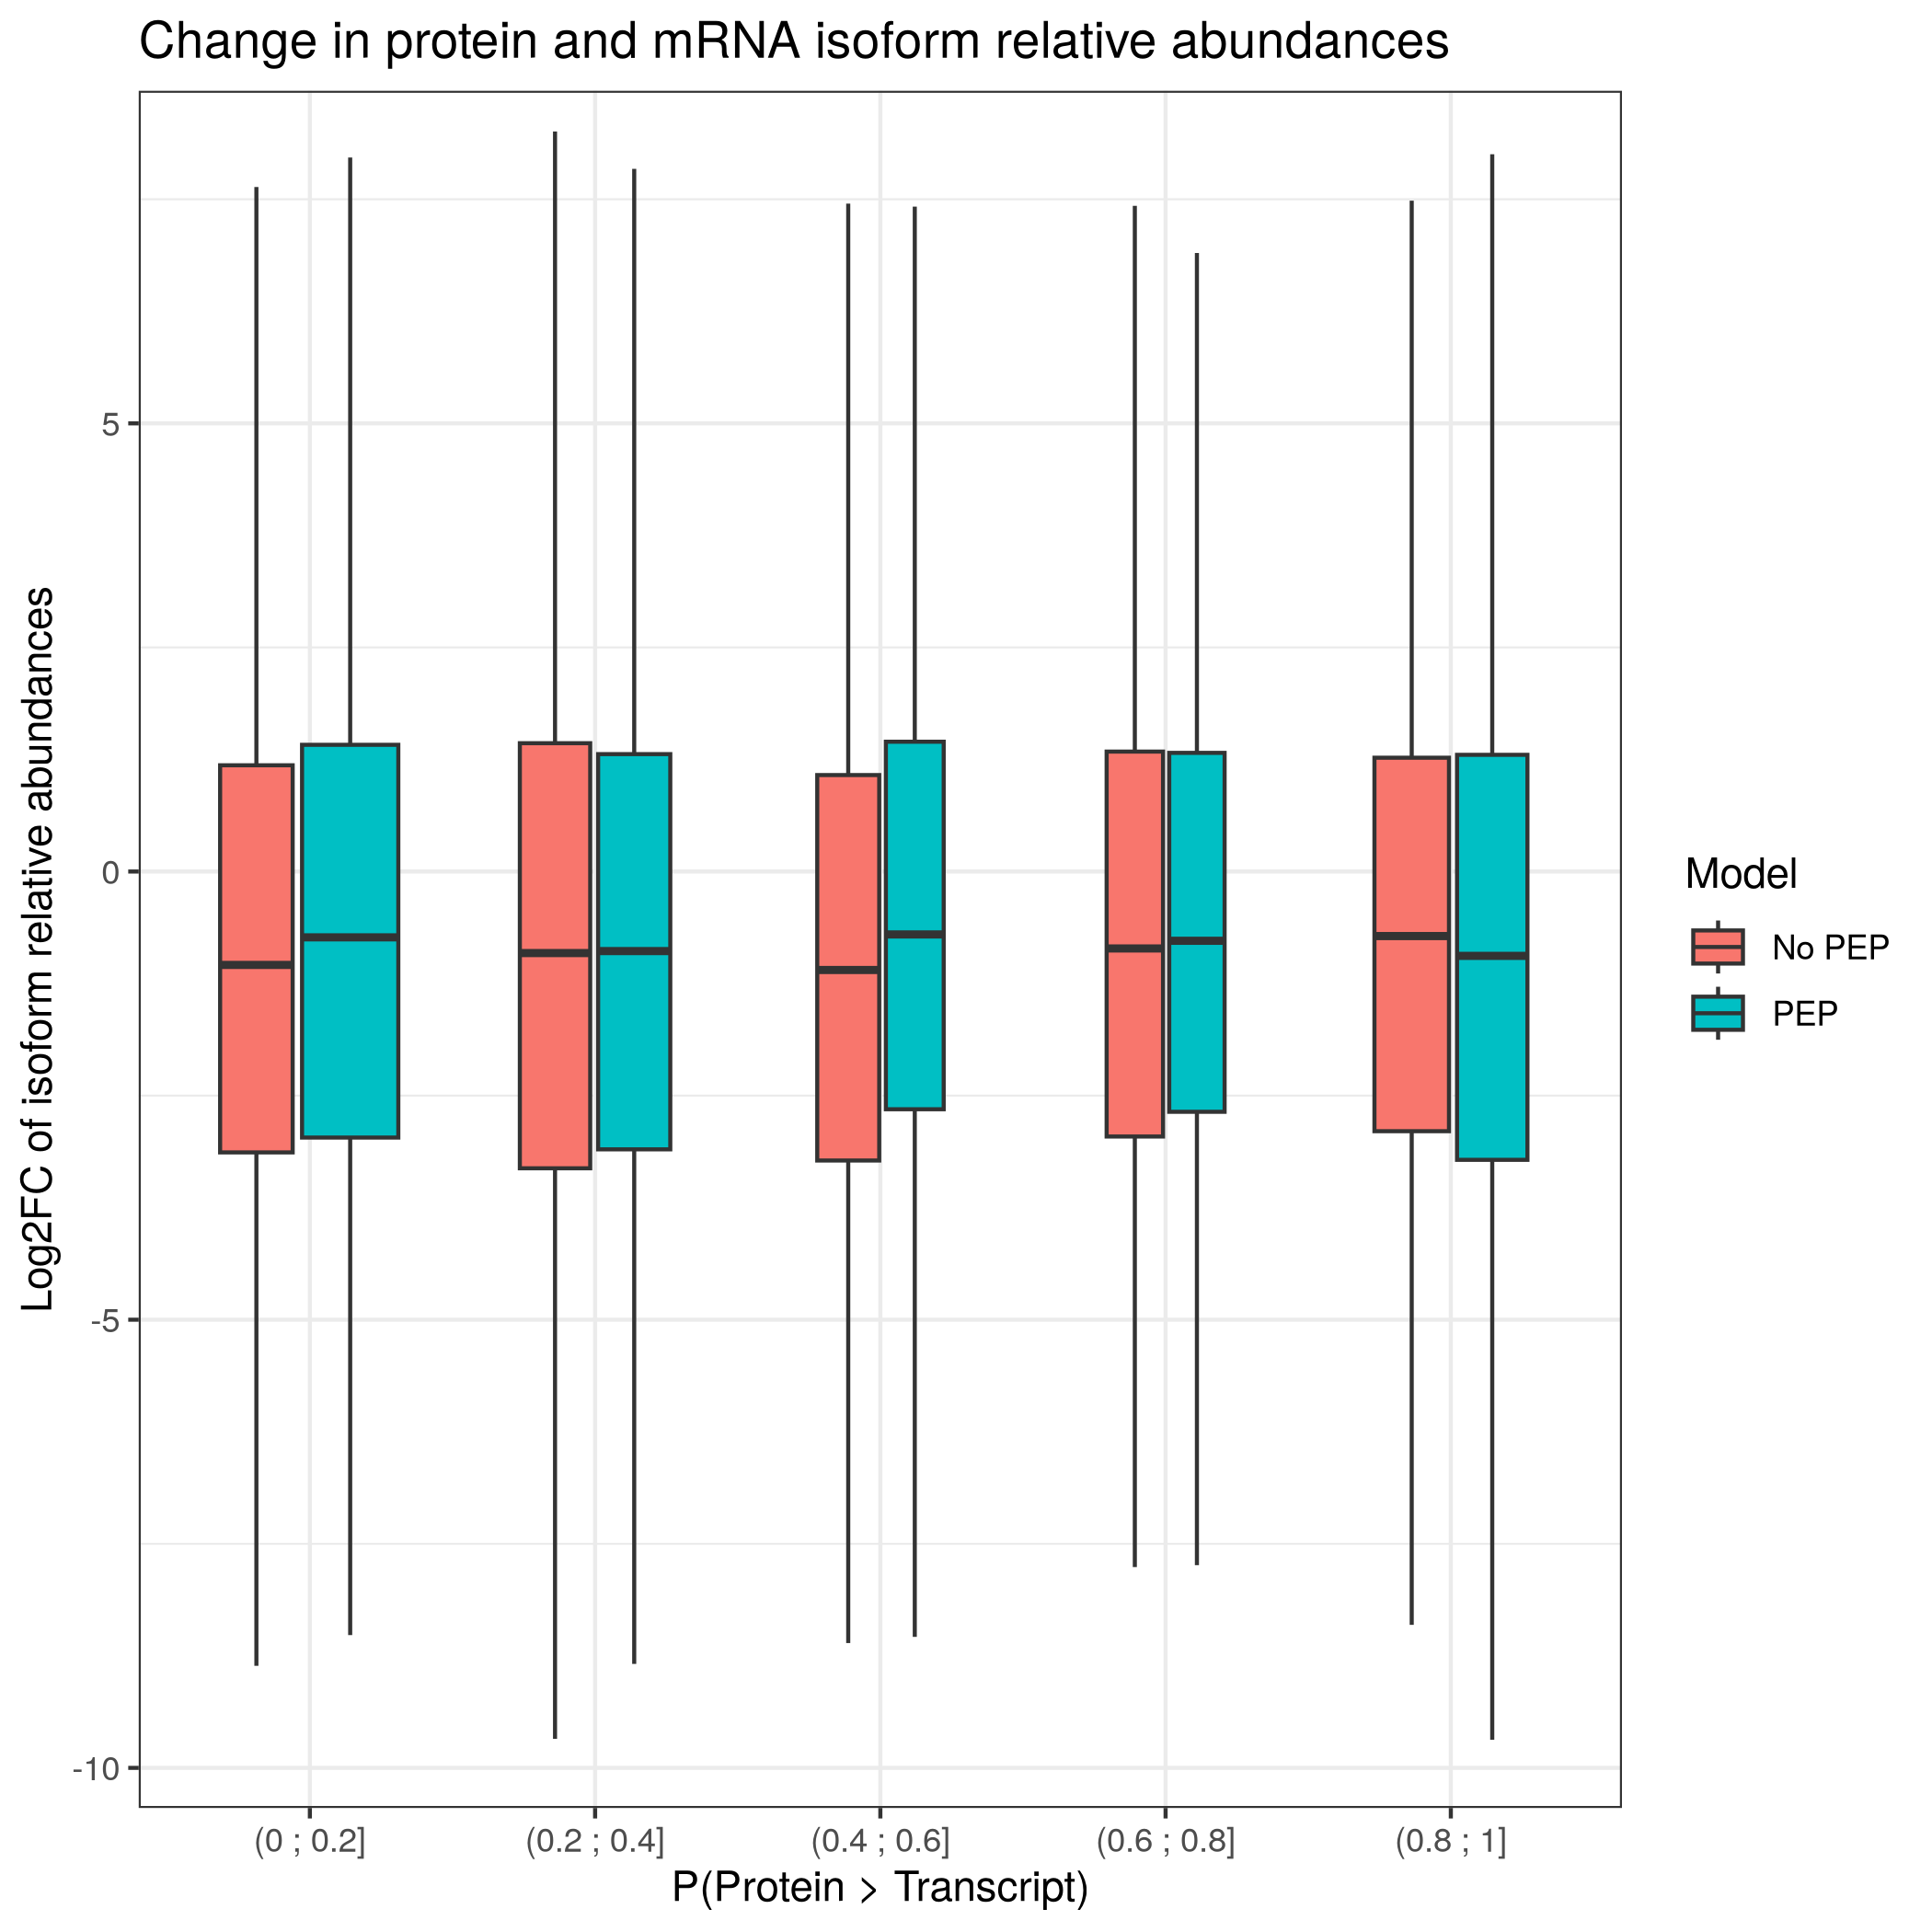 Change in protein and mRNA isoform relative abundances
Log2FC of isoform relative abundances
5
0
-5
-10
(0 ; 0.2]
(0.2 ; 0.4]
(0.4 ; 0.6]
(0.6 ; 0.8]
(0.8 ; 1]
P(Protein > Transcript)
Model
No PEP
PEP